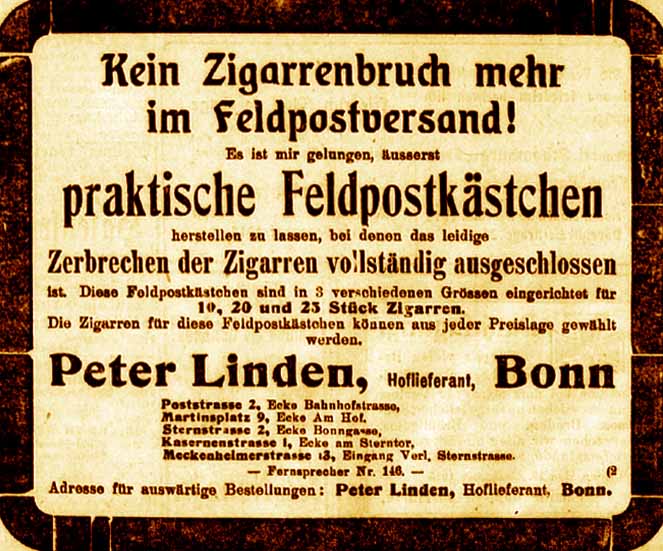 Kein Zigarrenbruch mehr
im Feldpostversand!
Es ist mir gelungen, äusserst
praktische Feldpostkästchen
herstellen zu lassen, bei denen das leidige
Zerbrechen der Zigarren vollständig ausgeschlossen
ist. Diese Feldpostkästchen sind in 3 verschiedenen Grössen eingerichtet für
10, 20 und 25 Stück Zigarren.
Die Zigarren für diese Feldpostkästchen können aus jeder Preislage gewählt
werden.
Peter Linden, Hoflieferant, Bonn
Poststrasse 2, Ecke Bahnhofstrasse,
Martinsplatz 9, Ecke Am Hof,
Sternstrasse 2, Ecke Bonngasse,
Kasernenstrasse 1, Ecke am Sterntor,
Meckenheimerstrasse 13, Eingang Verl. Sternstrasse.
— Fernsprecher Nr. 146. — (2
Adresse für auswärtige Bestellungen: Peter Linden, Hoflieferant, Bonn.